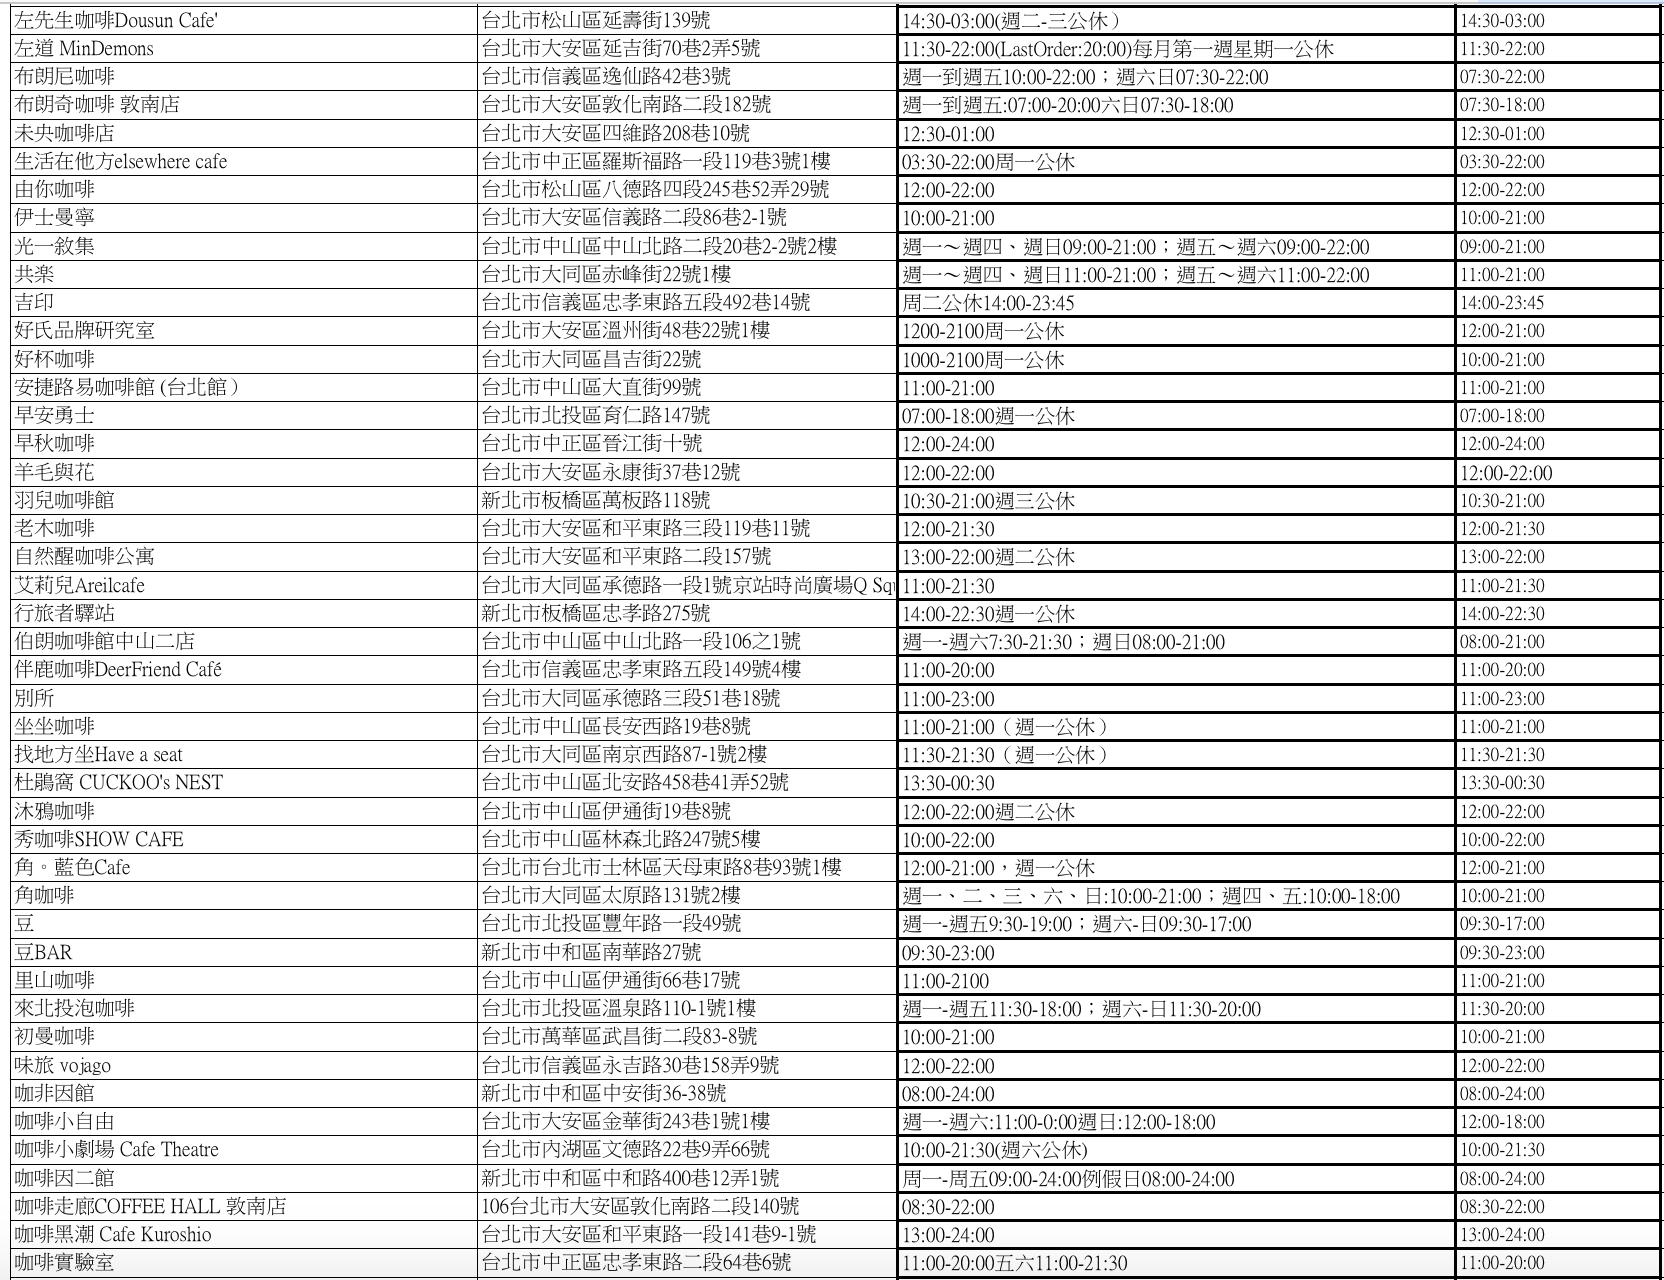 左先生咖啡Dousun Cafe' 台北市松山區延壽街139號 14:30-03:00(週二-三公休） 14:30-03:00
左道 MinDemons 台北市大安區延吉街70巷2弄5號 11:30-22:00(LastOrder:20:00)每月第一週星期一公休 11:30-22:00
布朗尼咖啡 台北市信義區逸仙路42巷3號 週一到週五10:00-22:00；週六日07:30-22:00 07:30-22:00
布朗奇咖啡 敦南店 台北市大安區敦化南路二段182號 週一到週五:07:00-20:00六日07:30-18:00 07:30-18:00
未央咖啡店 台北市大安區四維路208巷10號 12:30-01:00 12:30-01:00
生活在他方elsewhere cafe 台北市中正區羅斯福路一段119巷3號1樓 03:30-22:00周一公休 03:30-22:00
由你咖啡 台北市松山區八德路四段245巷52弄29號 12:00-22:00 12:00-22:00
伊士曼寧 台北市大安區信義路二段86巷2-1號 10:00-21:00 10:00-21:00
光一敘集 台北市中山區中山北路二段20巷2-2號2樓 週一～週四、週日09:00-21:00；週五～週六09:00-22:00 09:00-21:00
共楽 台北市大同區赤峰街22號1樓 週一～週四、週日11:00-21:00；週五～週六11:00-22:00 11:00-21:00
吉印 台北市信義區忠孝東路五段492巷14號 周二公休14:00-23:45 14:00-23:45
好氏品牌研究室 台北市大安區溫州街48巷22號1樓 1200-2100周一公休 12:00-21:00
好杯咖啡 台北市大同區昌吉街22號 1000-2100周一公休 10:00-21:00
安捷路易咖啡館 (台北館） 台北市中山區大直街99號 11:00-21:00 11:00-21:00
早安勇士 台北市北投區育仁路147號 07:00-18:00週一公休 07:00-18:00
早秋咖啡 台北市中正區晉江街十號 12:00-24:00 12:00-24:00
羊毛與花 台北市大安區永康街37巷12號 12:00-22:00 12:00-22:00
羽兒咖啡館 新北市板橋區萬板路118號 10:30-21:00週三公休 10:30-21:00
老木咖啡 台北市大安區和平東路三段119巷11號 12:00-21:30 12:00-21:30
自然醒咖啡公寓 台北市大安區和平東路二段157號 13:00-22:00週二公休 13:00-22:00
艾莉兒Areilcafe 台北市大同區承德路一段1號京站時尚廣場Q Squ 11:00-21:30 11:00-21:30
行旅者驛站 新北市板橋區忠孝路275號 14:00-22:30週一公休 14:00-22:30
伯朗咖啡館中山二店 台北市中山區中山北路一段106之1號 週一-週六7:30-21:30；週日08:00-21:00 08:00-21:00
伴鹿咖啡DeerFriend Café 台北市信義區忠孝東路五段149號4樓 11:00-20:00 11:00-20:00
別所 台北市大同區承德路三段51巷18號 11:00-23:00 11:00-23:00
坐坐咖啡 台北市中山區長安西路19巷8號 11:00-21:00（週一公休） 11:00-21:00
找地方坐Have a seat 台北市大同區南京西路87-1號2樓 11:30-21:30（週一公休） 11:30-21:30
杜鵑窩 CUCKOO's NEST 台北市中山區北安路458巷41弄52號 13:30-00:30 13:30-00:30
沐鴉咖啡 台北市中山區伊通街19巷8號 12:00-22:00週二公休 12:00-22:00
秀咖啡SHOW CAFE 台北市中山區林森北路247號5樓 10:00-22:00 10:00-22:00
角。藍色Cafe 台北市台北市士林區天母東路8巷93號1樓 12:00-21:00，週一公休 12:00-21:00
角咖啡 台北市大同區太原路131號2樓 週一、二、三、六、日:10:00-21:00；週四、五:10:00-18:00 10:00-21:00
豆 台北市北投區豐年路一段49號 週一-週五9:30-19:00；週六-日09:30-17:00 09:30-17:00
豆BAR 新北市中和區南華路27號 09:30-23:00 09:30-23:00
里山咖啡 台北市中山區伊通街66巷17號 11:00-2100 11:00-21:00
來北投泡咖啡 台北市北投區溫泉路110-1號1樓 週一-週五11:30-18:00；週六-日11:30-20:00 11:30-20:00
初曼咖啡 台北市萬華區武昌街二段83-8號 10:00-21:00 10:00-21:00
味旅 vojago 台北市信義區永吉路30巷158弄9號 12:00-22:00 12:00-22:00
咖非因館 新北市中和區中安街36-38號 08:00-24:00 08:00-24:00
咖啡小自由 台北市大安區金華街243巷1號1樓 週一-週六:11:00-0:00週日:12:00-18:00 12:00-18:00
咖啡小劇場 Cafe Theatre 台北市內湖區文德路22巷9弄66號 10:00-21:30(週六公休) 10:00-21:30
咖啡因二館 新北市中和區中和路400巷12弄1號 周一-周五09:00-24:00例假日08:00-24:00 08:00-24:00
咖啡走廊COFFEE HALL 敦南店 106台北市大安區敦化南路二段140號 08:30-22:00 08:30-22:00
咖啡黑潮 Cafe Kuroshio 台北市大安區和平東路一段141巷9-1號 13:00-24:00 13:00-24:00
咖啡實驗室 台北市中正區忠孝東路二段64巷6號 11:00-20:00五六11:00-21:30 11:00-20:00